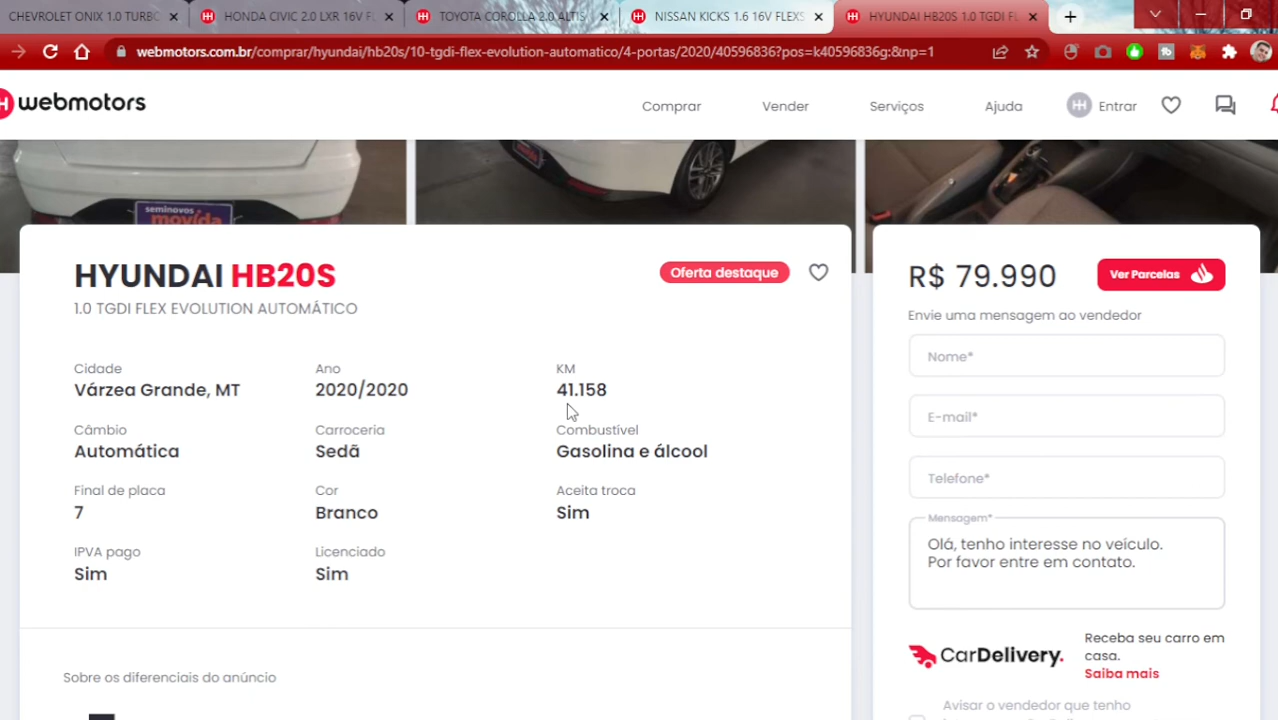 CHEVROLET ONIX 1.0 TURBO
HONDA CIVIC 2.0 LXR 16V FL
TOYOTA COROLLA 2.0 ALTIS
NISSAN KICKS 1.6 16V FLEXS
HYUNDAI HB20S 1.0 TGDI FL
webmotors.com.br/comprar/hyundai/hb20s/10-tgdi-flex-evolution-automatico/4-portas/2020/40596836?pos=k40596836g:&np=1
webmotors
Comprar
Vender
Serviços
Ajuda
Entrar
seminovos
movida
HYUNDAI HB20S
Oferta destaque
1.0 TGDI FLEX EVOLUTION AUTOMÁTICO
Cidade
Várzea Grande, MT
Ano
2020/2020
KM
41.158
Câmbio
Automática
Carroceria
Sedã
Combustível
Gasolina e álcool
Final de placa
7
Cor
Branco
Aceita troca
Sim
IPVA pago
Sim
Licenciado
Sim
Sobre os diferenciais do anúncio
R$ 79.990
Ver Parcelas
Envie uma mensagem ao vendedor
Nome*
E-mail*
Telefone*
Mensagem*
Olá, tenho interesse no veículo.
Por favor entre em contato.
CarDelivery.
Receba seu carro em
casa.
Saiba mais
Avisar o vendedor que tenho